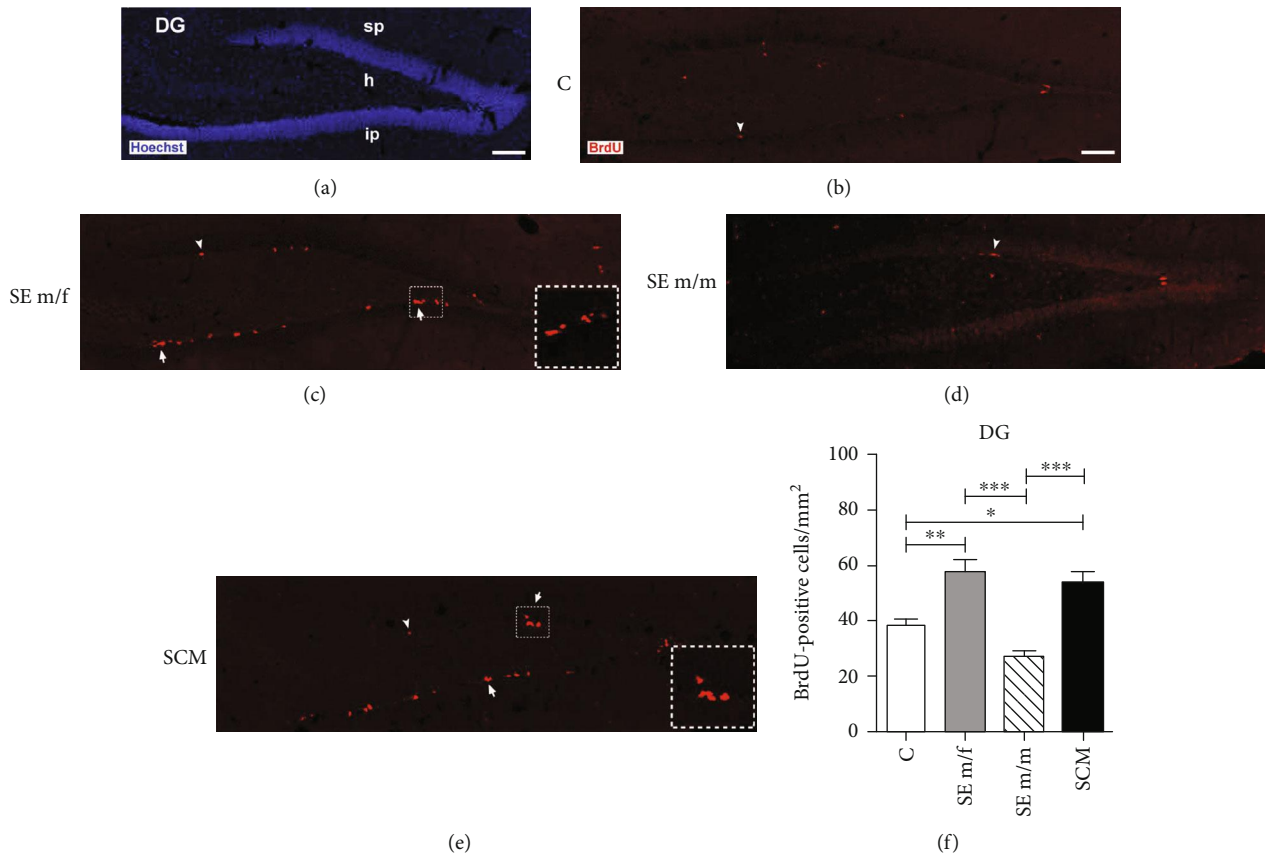 DG
sp
h
ip
Hoechst
(a)
C
BrdU
(b)
SE m/f
(c)
SE m/m
(d)
SCM
(e)
DG
BrdU-positive cells/mm²
100
80
60
40
20
0
***
***
*
**
C
SE m/f
SE m/m
SCM
(f)